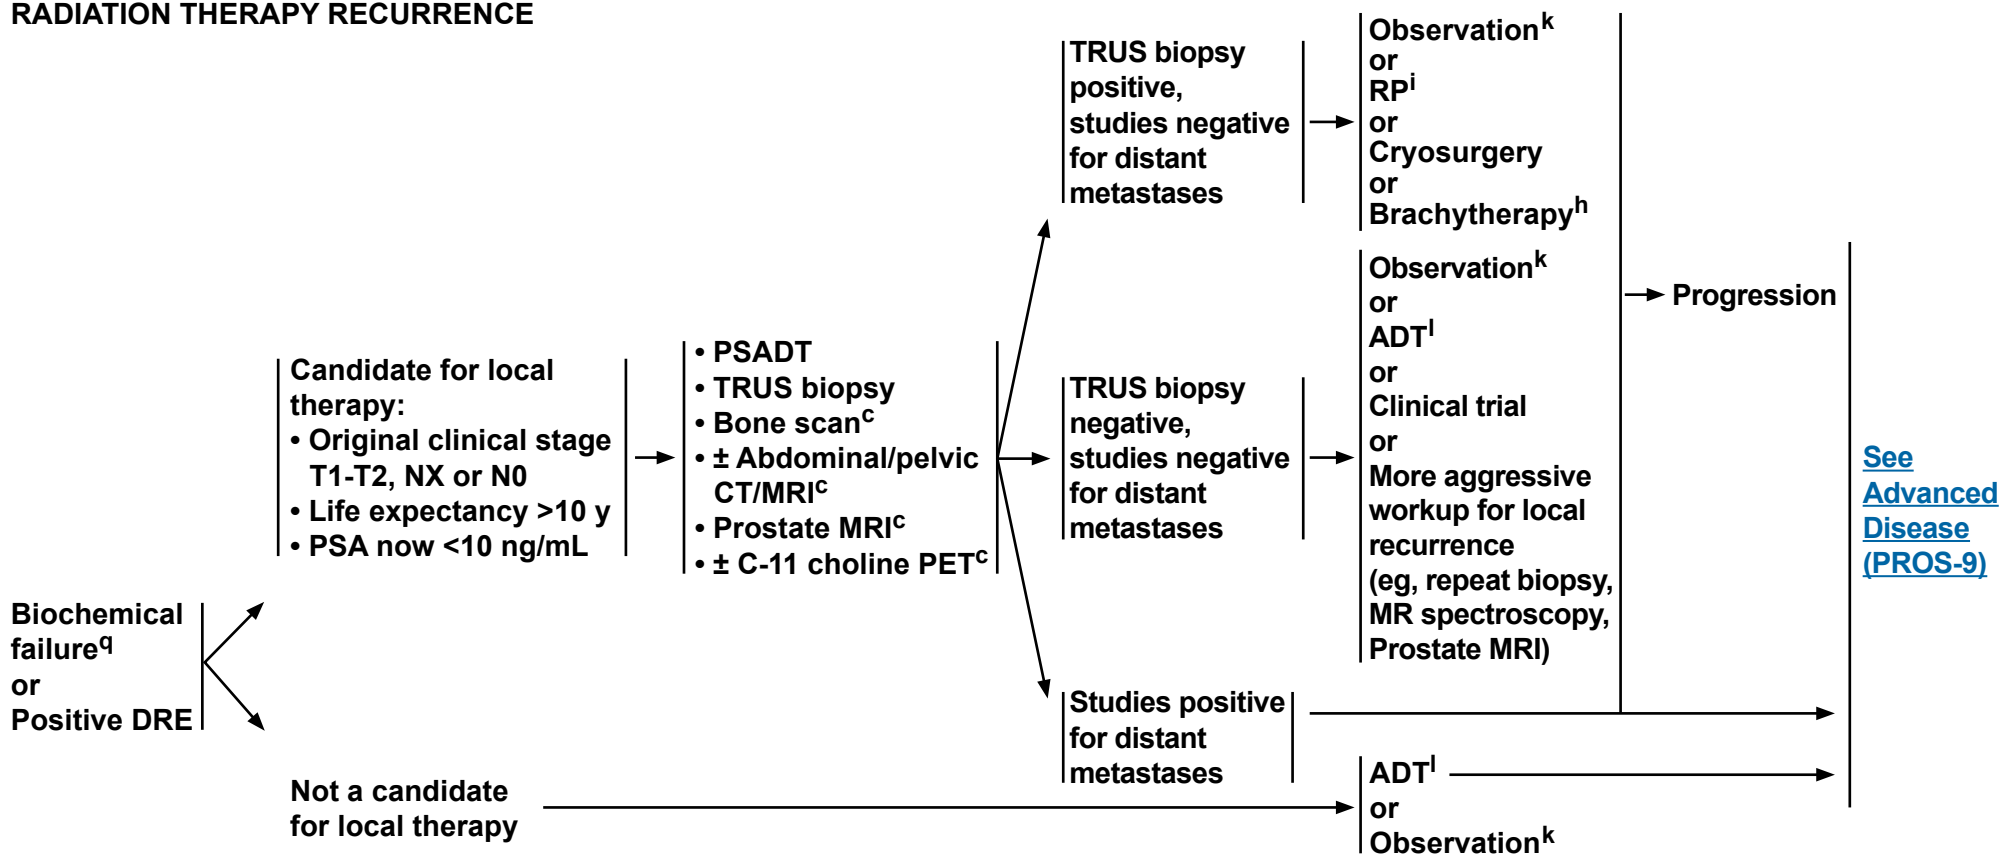 RADIATION THERAPY RECURRENCE
Biochemical
failureq
or
Positive DRE
Candidate for local
therapy:
• Original clinical stage
T1-T2, NX or N0
• Life expectancy >10 y
• PSA now <10 ng/mL
Not a candidate
for local therapy
• PSADT
• TRUS biopsy
• Bone scanc
• ± Abdominal/pelvic
CT/MRIc
• Prostate MRIc
• ± C-11 choline PETc
TRUS biopsy
positive,
studies negative
for distant
metastases
TRUS biopsy
negative,
studies negative
for distant
metastases
Studies positive
for distant
metastases
Observationk
or
RPi
or
Cryosurgery
or
Brachytherapyh
Observationk
or
ADTl
or
Clinical trial
or
More aggressive
workup for local
recurrence
(eg, repeat biopsy,
MR spectroscopy,
Prostate MRI)
ADTl
or
Observationk
Progression
See
Advanced
Disease
(PROS-9)